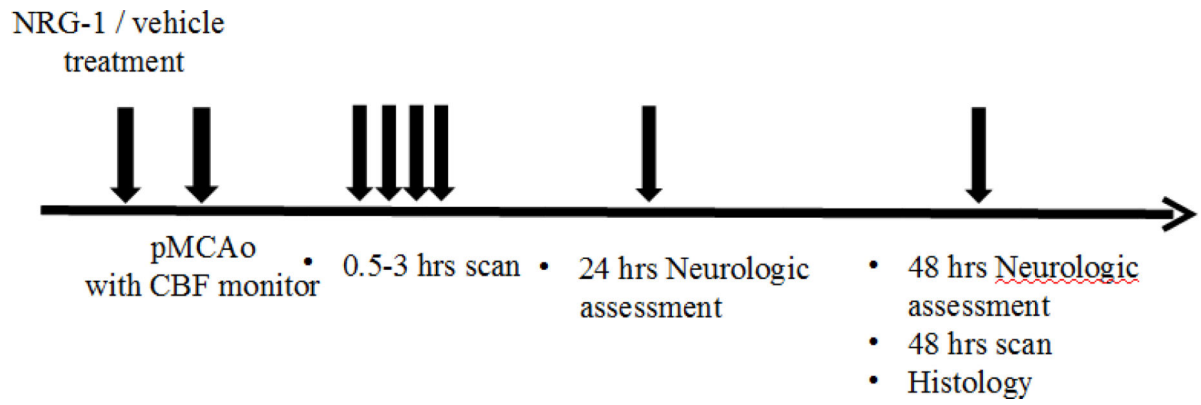 NRG-1 / vehicle
treatment
pMCAo
with CBF monitor
• 0.5-3 hrs scan
• 24 hrs Neurologic
assessment
• 48 hrs Neurologic
assessment
• 48 hrs scan
• Histology